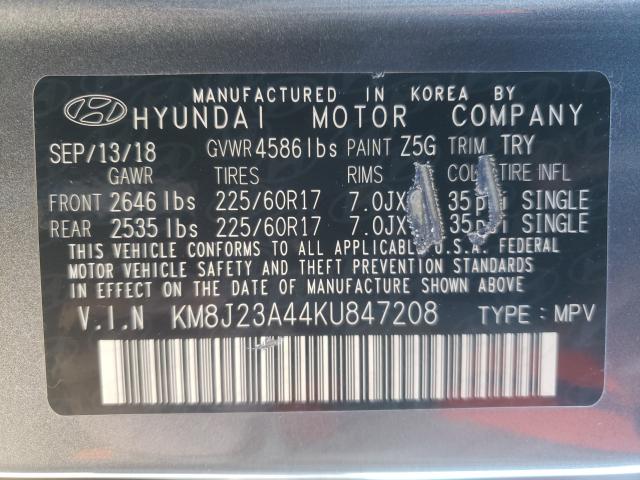 MANUFACTURED IN KOREA BY
HYUNDAI MOTOR COMPANY
SEP/13/18 GVWR 4586 lbs PAINT Z5G TRIM TRY
GAWR TIRES RIMS TIRE INFL
FRONT 2646 lbs 225/60R17 7.0JX 35 SINGLE
REAR 2535 lbs 225/60R17 7.0JX 35 SINGLE
THIS VEHICLE CONFORMS TO ALL APPLICABLE U.S.A. FEDERAL
MOTOR VEHICLE SAFETY AND THEFT PREVENTION STANDARDS
IN EFFECT ON THE DATE OF MANUFACTURE SHOWN ABOVE
V.I.N KM8J23A44KU847208 TYPE: MPV